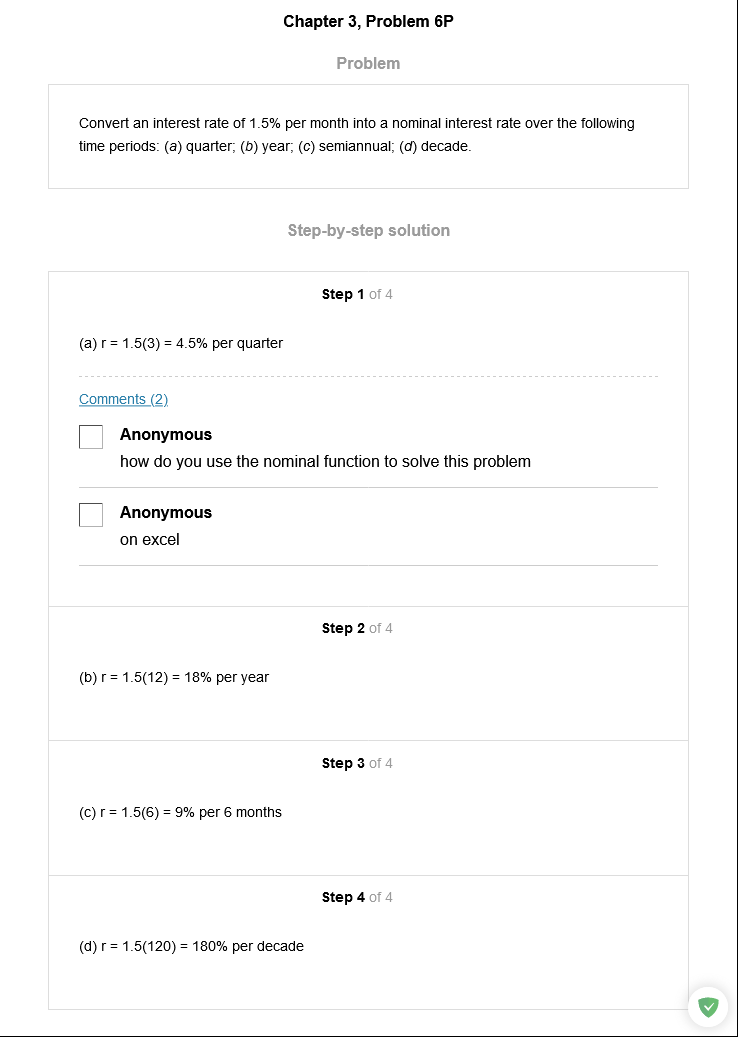 Chapter 3, Problem 6P
Problem
Convert an interest rate of 1.5% per month into a nominal interest rate over the following
time periods: (a) quarter; (b) year; (c) semiannual; (d) decade.
Step-by-step solution
Step 1 of 4
(a) r = 1.5(3) = 4.5% per quarter
Comments (2)
Anonymous
how do you use the nominal function to solve this problem
Anonymous
on excel
Step 2 of 4
(b) r = 1.5(12) = 18% per year
Step 3 of 4
(c) r = 1.5(6) = 9% per 6 months
Step 4 of 4
(d) r = 1.5(120) = 180% per decade